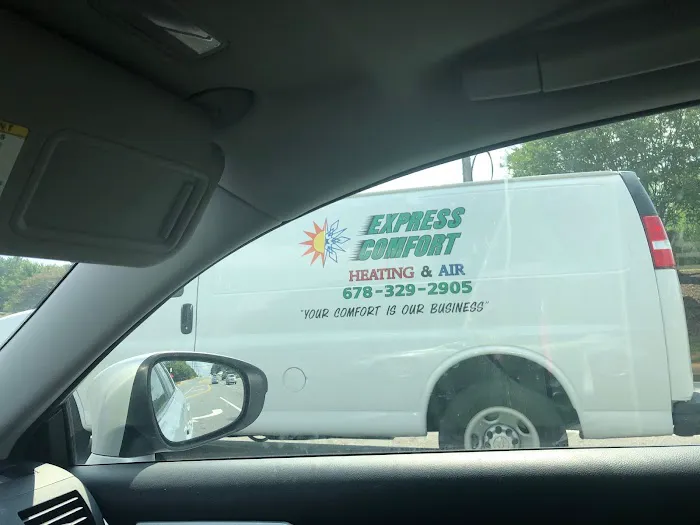 EXPRESS
COMFORT
HEATING & AIR
678-329-2905
"YOUR COMFORT IS OUR BUSINESS"